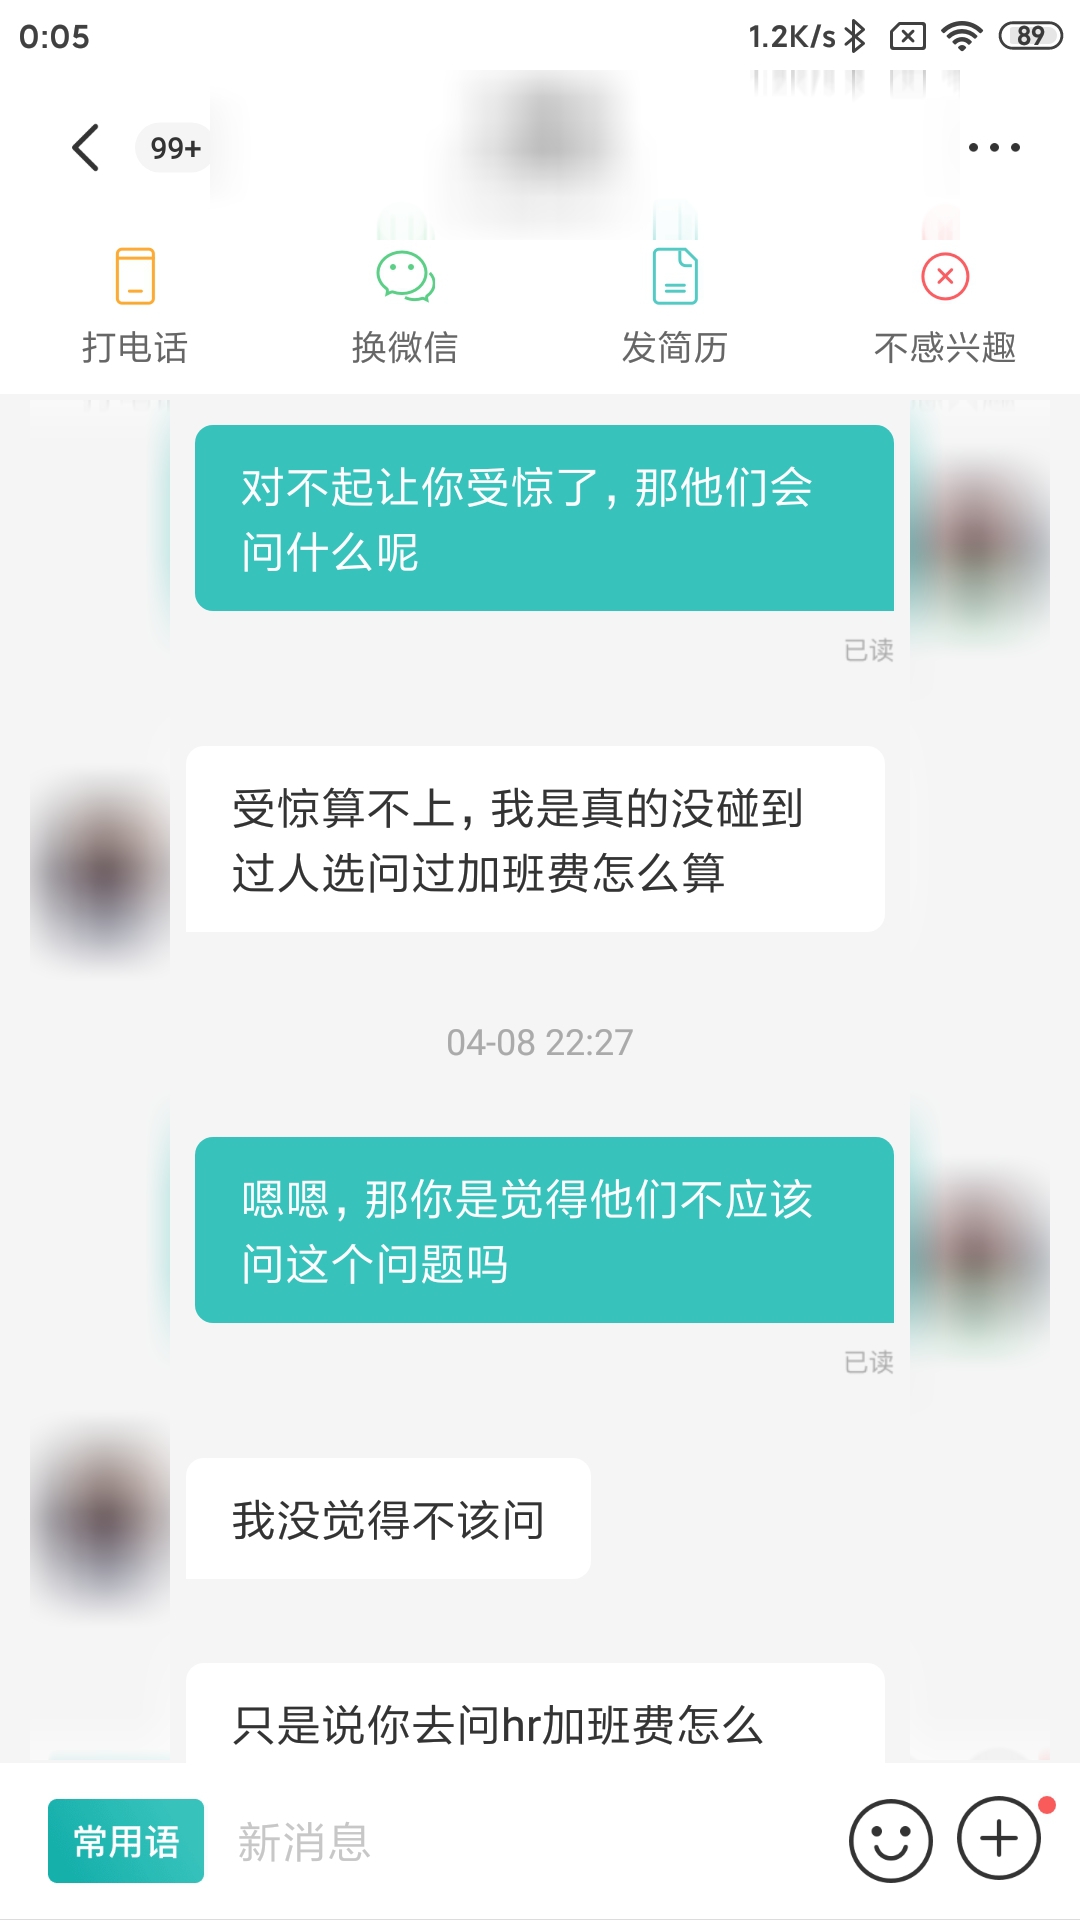 0:05
1.2K/s
89
99+
打电话
换微信
发简历
不感兴趣
对不起让你受惊了，那他们会
问什么呢
已读
受惊算不上，我是真的没碰到
过人选问过加班费怎么算
04-08 22:27
嗯嗯，那你是觉得他们不应该
问这个问题吗
已读
我没觉得不该问
只是说你去问hr加班费怎么
常用语
新消息